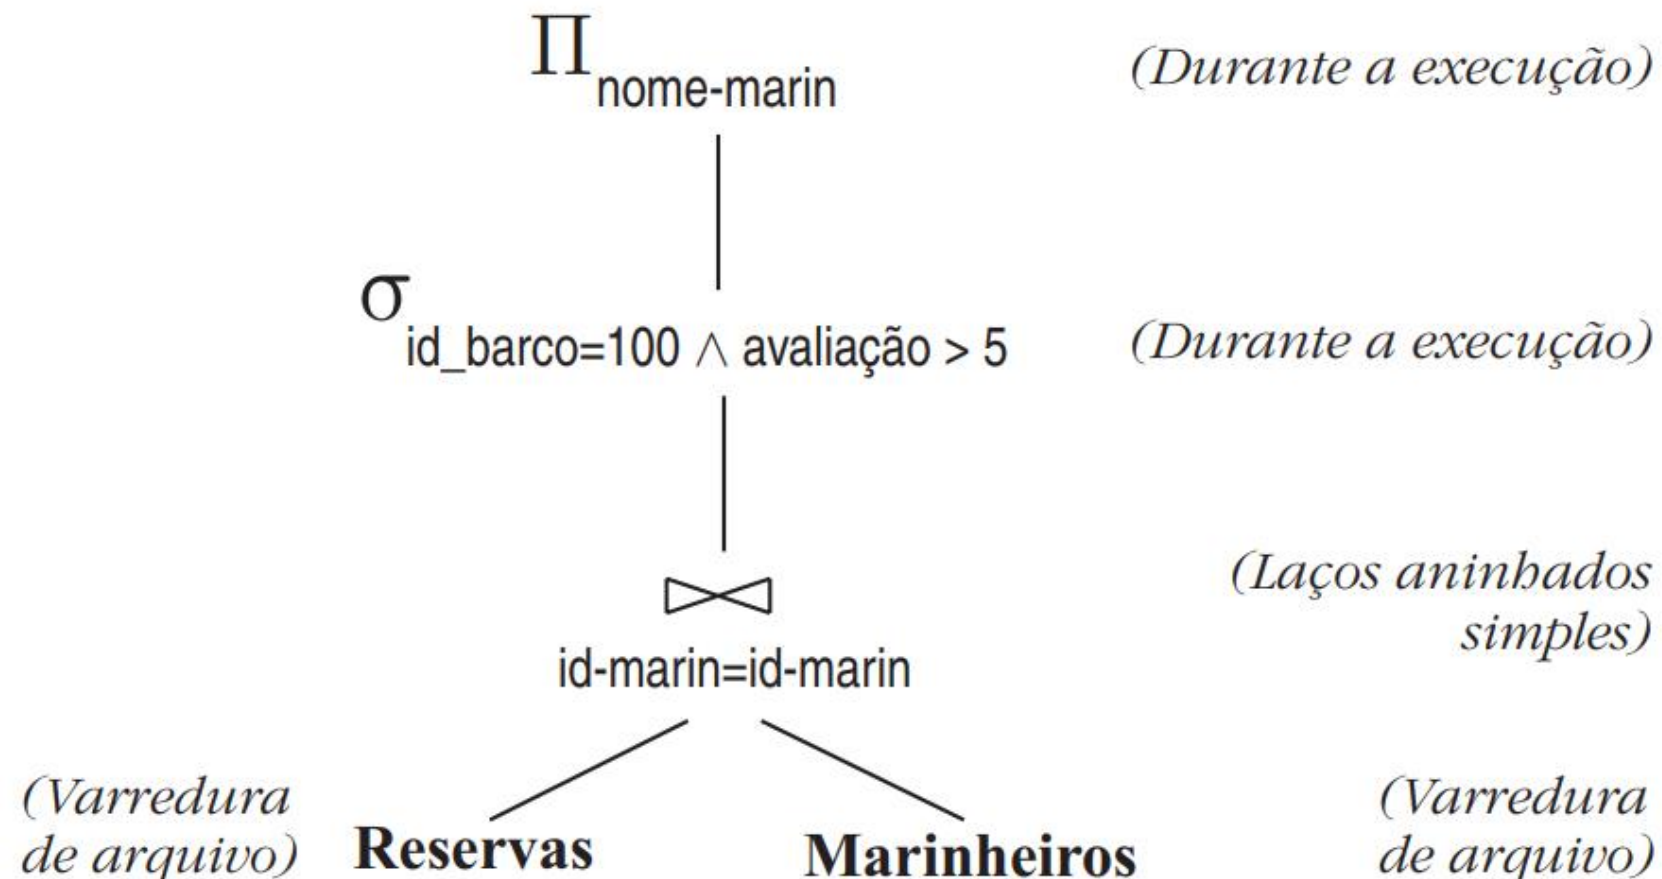 Π nome-marin (Durante a execução)
σ id_barco=100 ∧ avaliação > 5 (Durante a execução)
(Laços aninhados
simples)
⋈
id-marin=id-marin
(Varredura
de arquivo)
Reservas
Marinheiros
(Varredura
de arquivo)